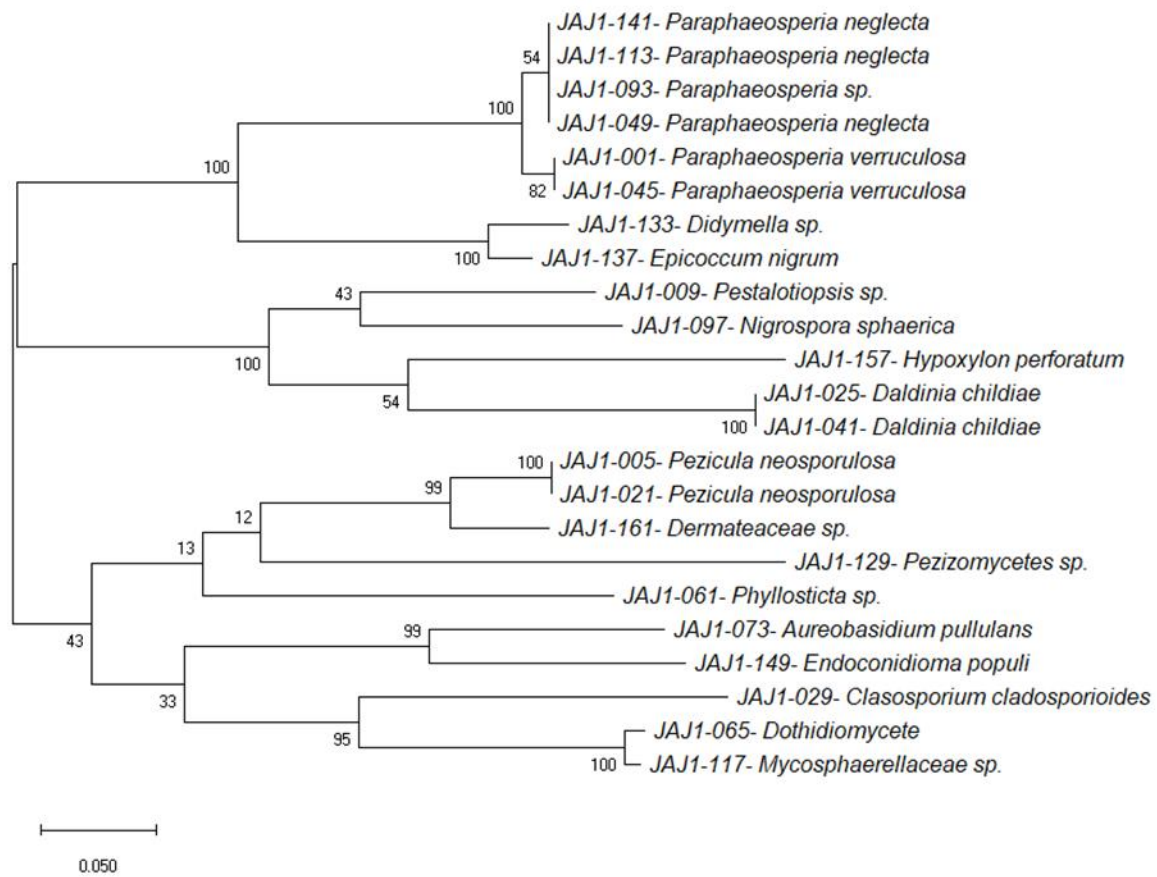 JAJ1-141- Paraphaeosperia neglecta
54
JAJ1-113- Paraphaeosperia neglecta
JAJ1-093- Paraphaeosperia sp.
100
JAJ1-049- Paraphaeosperia neglecta
JAJ1-001- Paraphaeosperia verruculosa
100
82
JAJ1-045- Paraphaeosperia verruculosa
JAJ1-133- Didymella sp.
100
JAJ1-137- Epicoccum nigrum
43
JAJ1-009- Pestalotiopsis sp.
JAJ1-097- Nigrospora sphaerica
100
JAJ1-157- Hypoxylon perforatum
54
JAJ1-025- Daldinia childiae
100
JAJ1-041- Daldinia childiae
100
JAJ1-005- Pezicula neosporulosa
99
JAJ1-021- Pezicula neosporulosa
12
JAJ1-161- Dermateaceae sp.
13
JAJ1-129- Pezizomycetes sp.
JAJ1-061- Phyllosticta sp.
43
99
JAJ1-073- Aureobasidium pullulans
JAJ1-149- Endoconidioma populi
33
JAJ1-029- Clasosporium cladosporioides
95
JAJ1-065- Dothidiomycete
100
JAJ1-117- Mycosphaerellaceae sp.
0.050